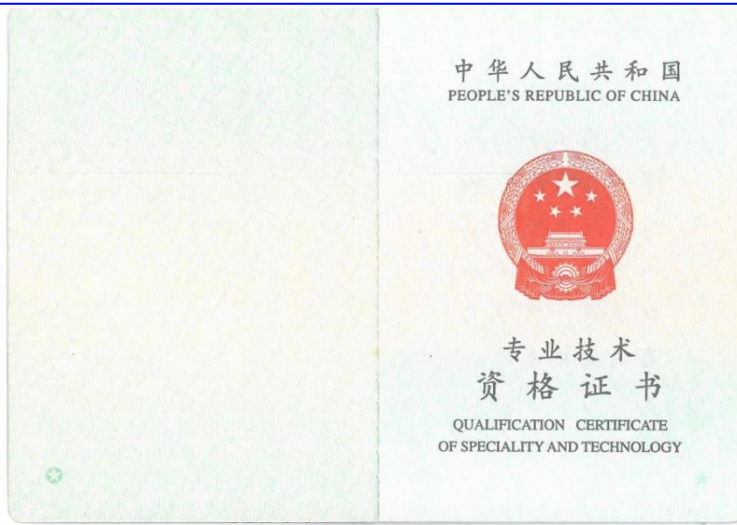 中华人民共和国
PEOPLE'S REPUBLIC OF CHINA
专业技术
资格证书
QUALIFICATION CERTIFICATE
OF SPECIALITY AND TECHNOLOGY